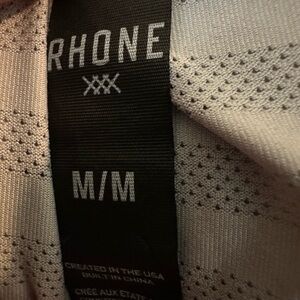 RHONE
M/M
CREATED IN THE USA
BUILT IN CHINA
CRÉE AUX ÉTATS